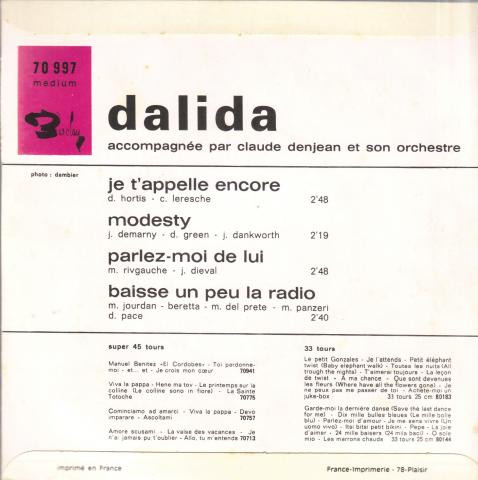 70 997
medium
Barclay
dalida
accompagnée par claude denjean et son orchestre
photo : dambier
je t'appelle encore
d. hortis - c. leresche 2'48
modesty
j. demarny - d. green - j. dankworth 2'19
parlez-moi de lui
m. rivgauche - j. dieval 2'48
baisse un peu la radio
m. jourdan - beretta - m. del prete - m. panzeri
d. pace 2'40
super 45 tours
Manuel Benitez «El Cordobes» - Toi pardonne-
moi - et... et - Je crois mon cœur 70941
Viva la pappa - Hene ma tov - Le printemps sur la
colline (Le colline sono in fiore) - La Sainte
Totoche 70775
Cominciamo ad amarci - Viva la pappa - Devo
imparare - Ascoltami 70757
Amore scusami - La valse des vacances - Je
n'ai jamais pu t'oublier - Allo, tu m'entends 70713
33 tours
Le petit Gonzales - Je l'attends - Petit éléphant
twist (Baby elephant walk) - Toutes les nuits (All
trough the nights) - T'aimerai toujours - La leçon
de twist - A ma chance - Que sont devenues
les fleurs (Where have all the flowers gone) - Je
ne peux pas me passer de toi - Achète-moi un
juke-box 33 tours 25 cm 80183
Garde-moi la dernière danse (Save the last dance
for me) - Dix mille bulles bleues (Le mille bolle
blu) - Parlez-moi d'amour - Je me sens vivre (Un
uomo vivo) - Itsi bitsi petit bikini - Pepe - La joie
d'aimer - 24 mille baisers (24 mila baci) - O sole
mio - Les marrons chauds 33 tours 25 cm 80144
imprimé en France
France-Imprimerie - 78-Plaisir